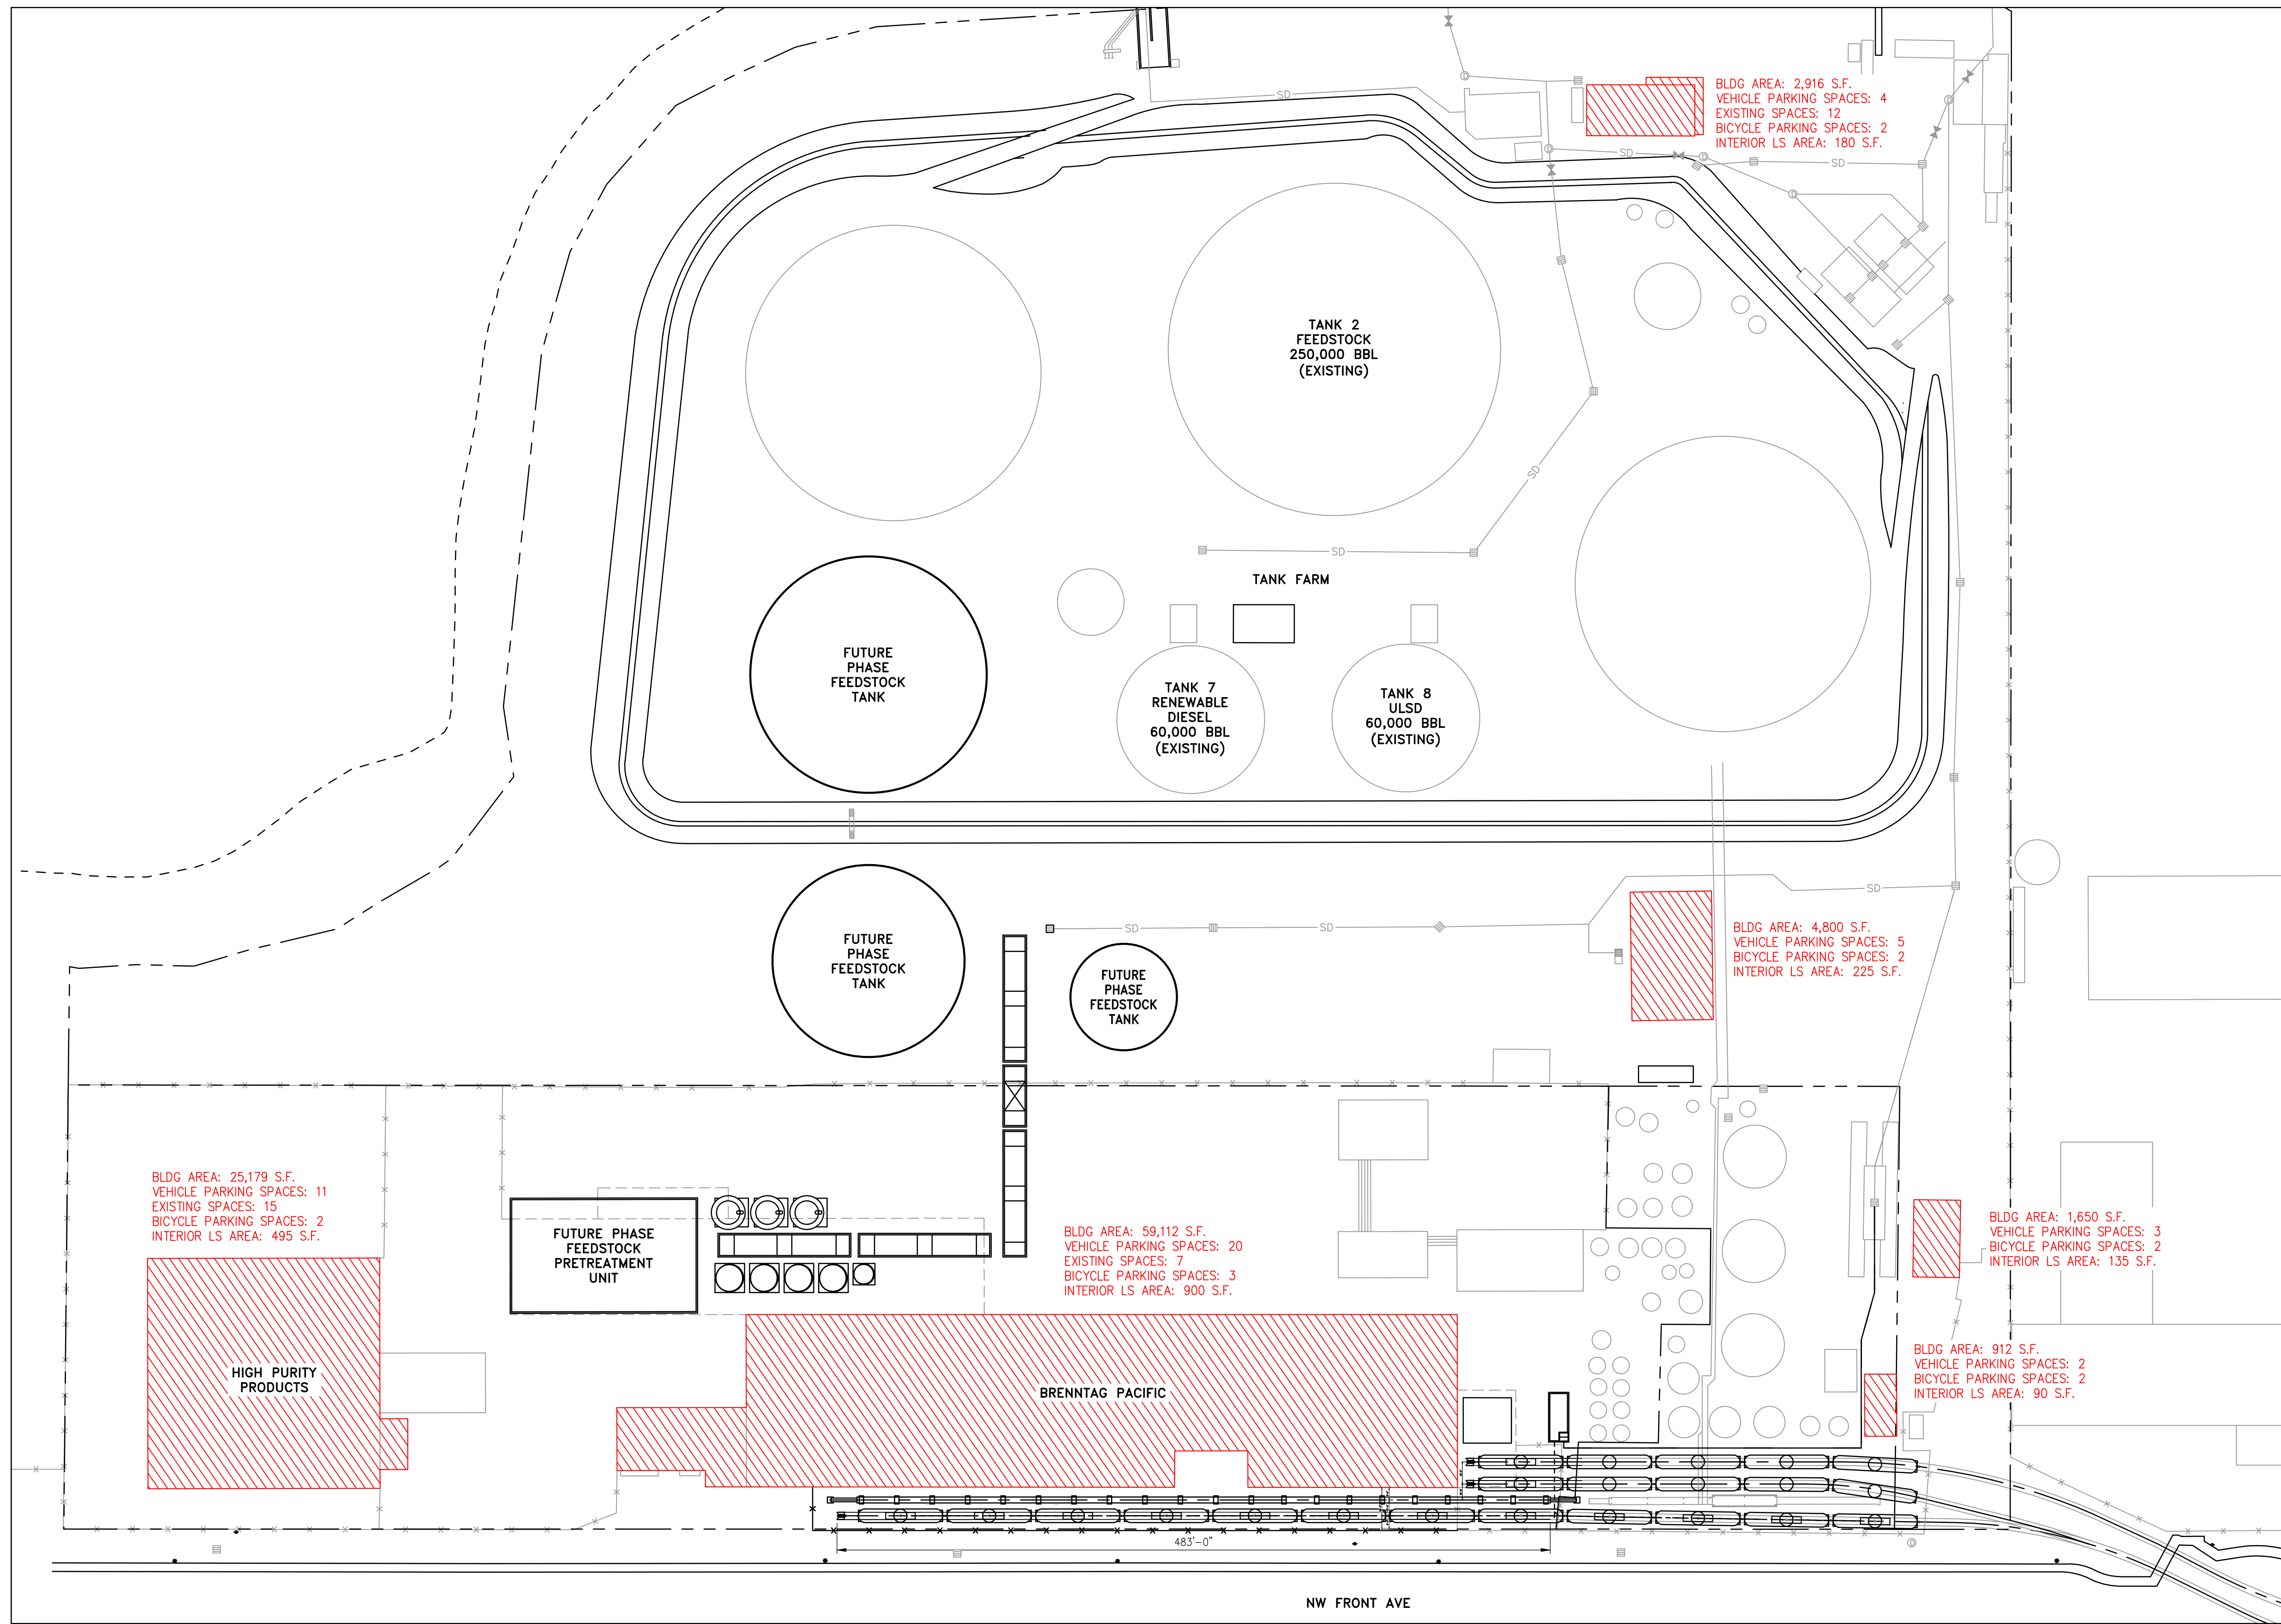 SD
BLDG AREA: 2,916 S.F.
VEHICLE PARKING SPACES: 4
EXISTING SPACES: 12
BICYCLE PARKING SPACES: 2
INTERIOR LS AREA: 180 S.F.
SD
SD
TANK 2
FEEDSTOCK
250,000 BBL
(EXISTING)
SD
SD
TANK FARM
FUTURE
PHASE
FEEDSTOCK
TANK
TANK 7
RENEWABLE
DIESEL
60,000 BBL
(EXISTING)
TANK 8
ULSD
60,000 BBL
(EXISTING)
SD
FUTURE
PHASE
FEEDSTOCK
TANK
SD
SD
FUTURE
PHASE
FEEDSTOCK
TANK
BLDG AREA: 4,800 S.F.
VEHICLE PARKING SPACES: 5
BICYCLE PARKING SPACES: 2
INTERIOR LS AREA: 225 S.F.
BLDG AREA: 25,179 S.F.
VEHICLE PARKING SPACES: 11
EXISTING SPACES: 15
BICYCLE PARKING SPACES: 2
INTERIOR LS AREA: 495 S.F.
FUTURE PHASE
FEEDSTOCK
PRETREATMENT
UNIT
BLDG AREA: 59,112 S.F.
VEHICLE PARKING SPACES: 20
EXISTING SPACES: 7
BICYCLE PARKING SPACES: 3
INTERIOR LS AREA: 900 S.F.
BLDG AREA: 1,650 S.F.
VEHICLE PARKING SPACES: 3
BICYCLE PARKING SPACES: 2
INTERIOR LS AREA: 135 S.F.
HIGH PURITY
PRODUCTS
BRENNTAG PACIFIC
BLDG AREA: 912 S.F.
VEHICLE PARKING SPACES: 2
BICYCLE PARKING SPACES: 2
INTERIOR LS AREA: 90 S.F.
483'-0"
NW FRONT AVE